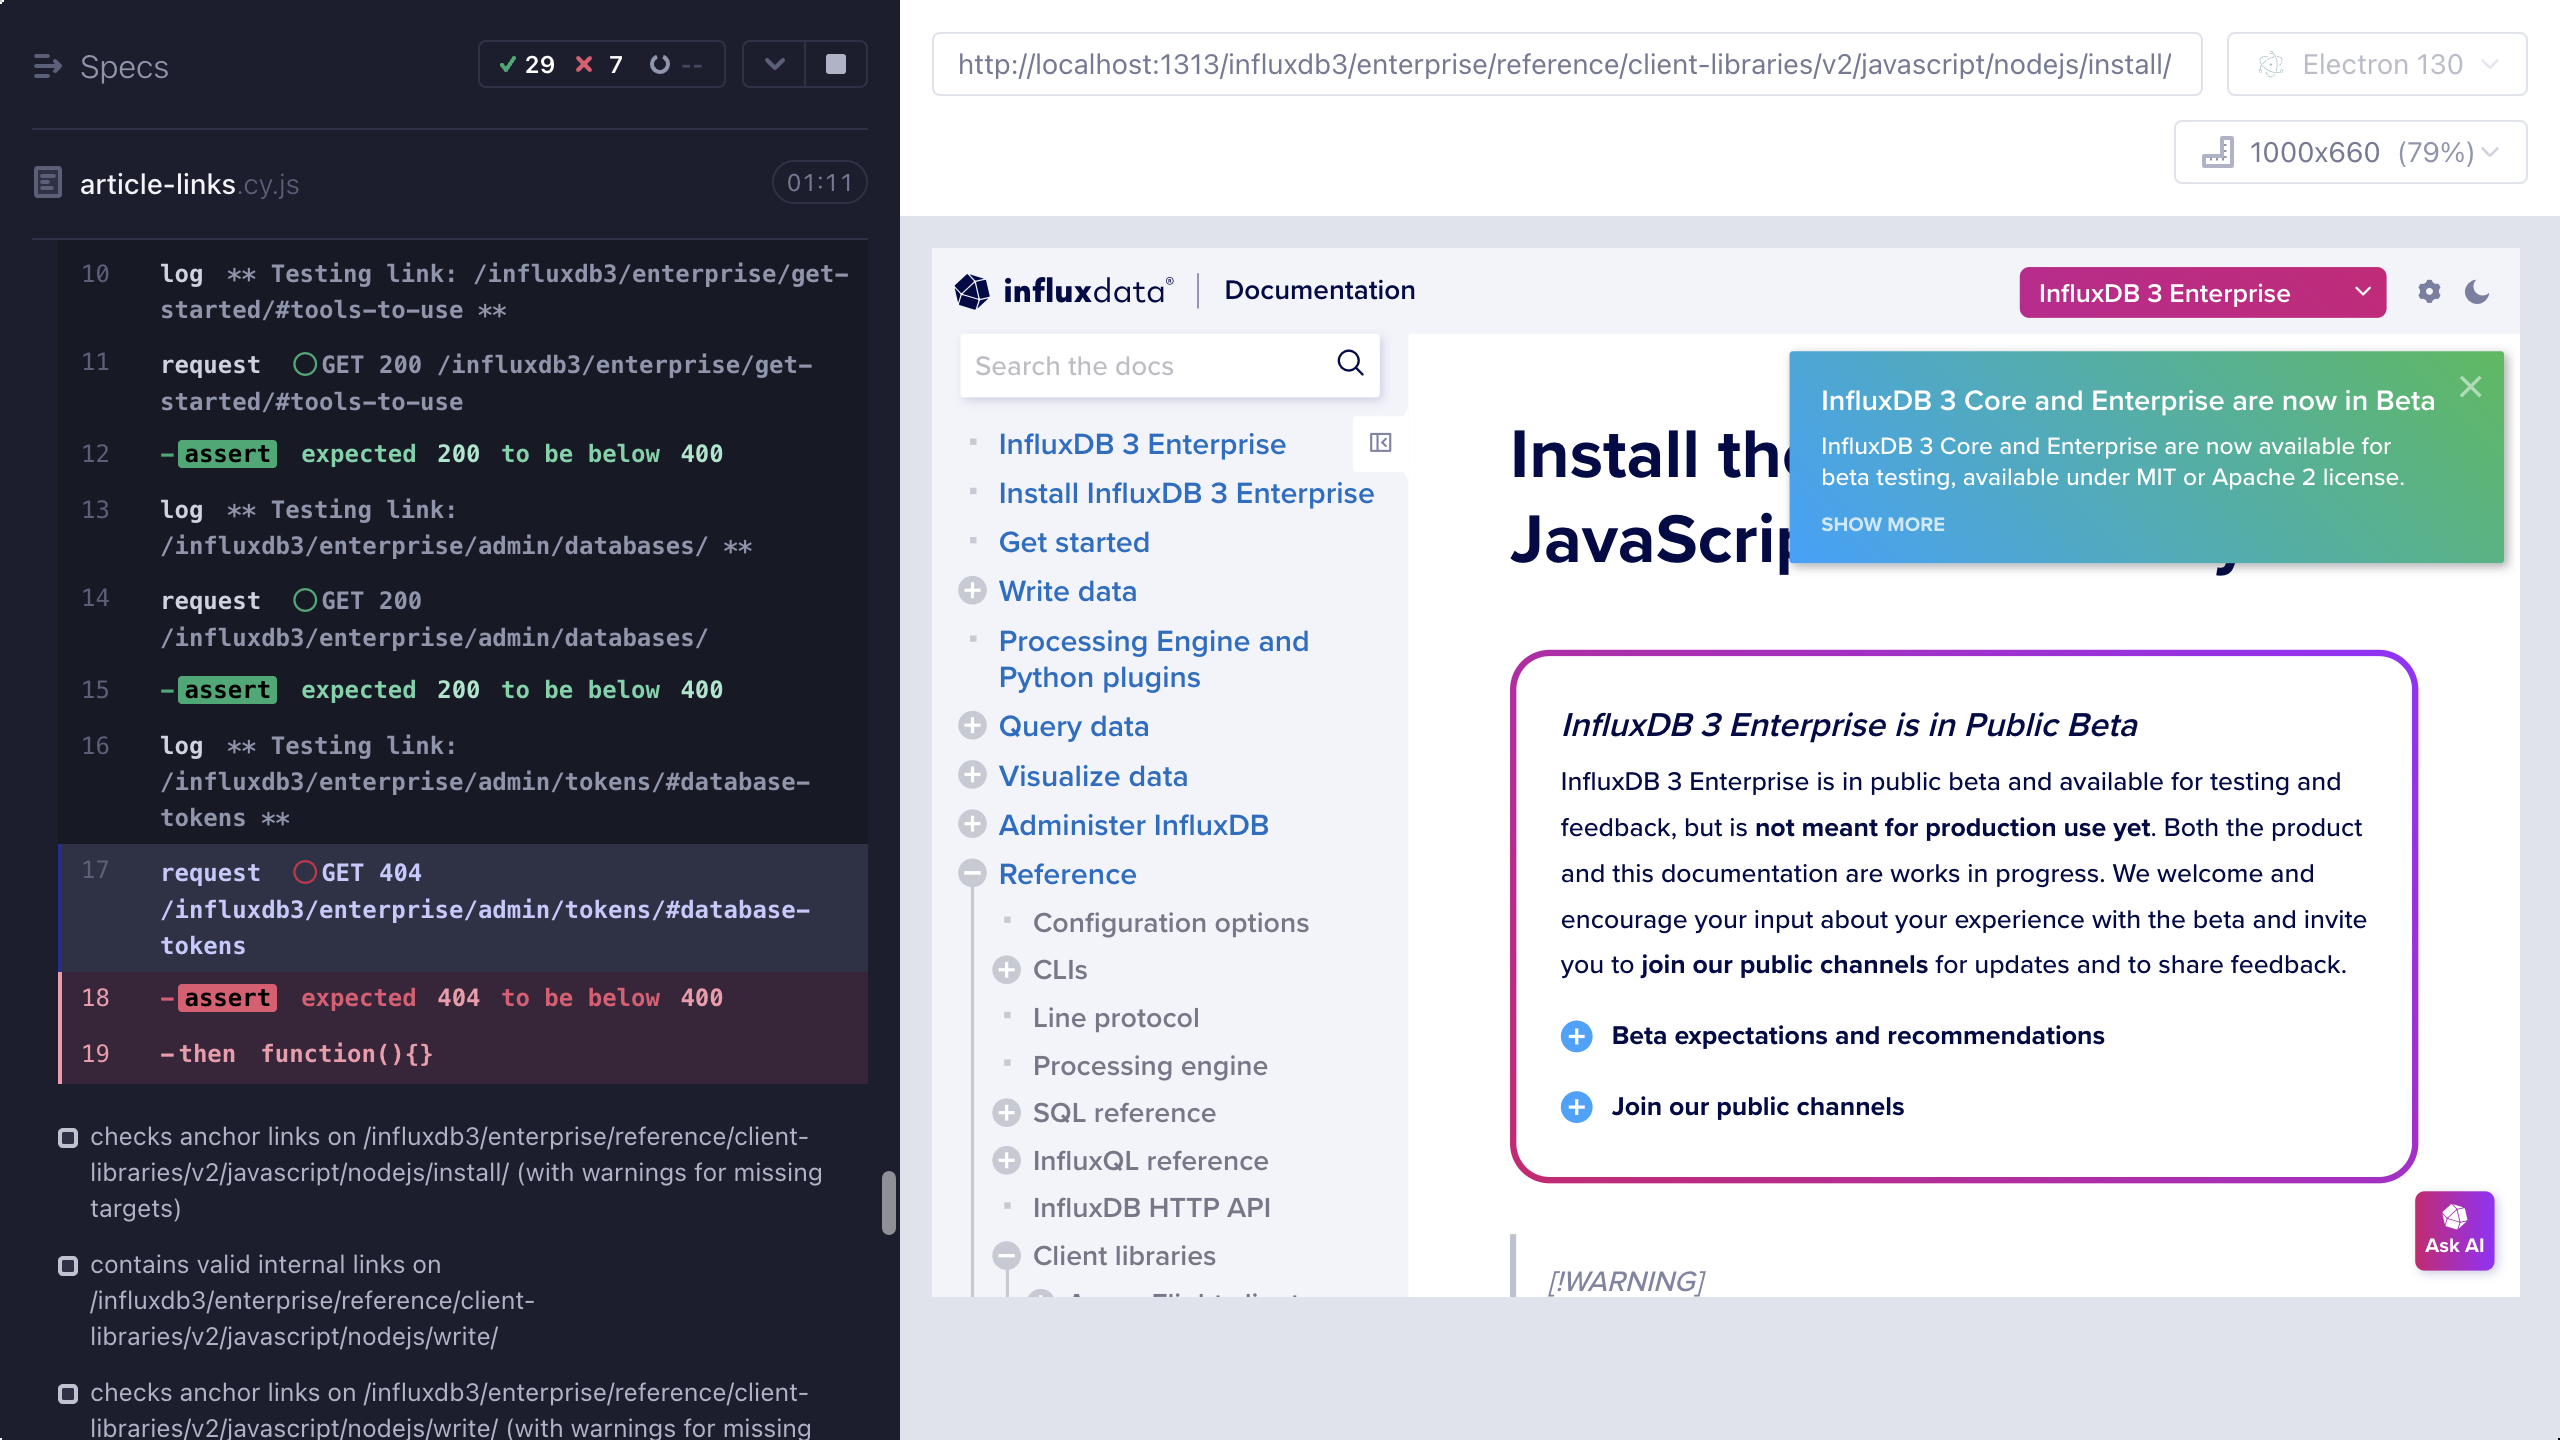 Specs
29 7 --
article-links.cy.js
01:11
10 log ** Testing link: /influxdb3/enterprise/get-
started/#tools-to-use **
11 request GET 200 /influxdb3/enterprise/get-
started/#tools-to-use
12 -assert expected 200 to be below 400
13 log ** Testing link:
/influxdb3/enterprise/admin/databases/ **
14 request GET 200
/influxdb3/enterprise/admin/databases/
15 -assert expected 200 to be below 400
16 log ** Testing link:
/influxdb3/enterprise/admin/tokens/#database-
tokens **
17 request GET 404
/influxdb3/enterprise/admin/tokens/#database-
tokens
18 -assert expected 404 to be below 400
19 -then function(){}
checks anchor links on /influxdb3/enterprise/reference/client-
libraries/v2/javascript/nodejs/install/ (with warnings for missing
targets)
contains valid internal links on
/influxdb3/enterprise/reference/client-
libraries/v2/javascript/nodejs/write/
checks anchor links on /influxdb3/enterprise/reference/client-
libraries/v2/javascript/nodejs/write/ (with warnings for missing
http://localhost:1313/influxdb3/enterprise/reference/client-libraries/v2/javascript/nodejs/install/
Electron 130
1000x660 (79%)
influxdata® Documentation
InfluxDB 3 Enterprise
Search the docs
InfluxDB 3 Enterprise
Install InfluxDB 3 Enterprise
Get started
Write data
Processing Engine and
Python plugins
Query data
Visualize data
Administer InfluxDB
Reference
Configuration options
CLIs
Line protocol
Processing engine
SQL reference
InfluxQL reference
InfluxDB HTTP API
Client libraries
Install
InfluxDB 3 Core and Enterprise are now in Beta
InfluxDB 3 Core and Enterprise are now available for
beta testing, available under MIT or Apache 2 license.
SHOW MORE
InfluxDB 3 Enterprise is in Public Beta
InfluxDB 3 Enterprise is in public beta and available for testing and
feedback, but is not meant for production use yet. Both the product
and this documentation are works in progress. We welcome and
encourage your input about your experience with the beta and invite
you to join our public channels for updates and to share feedback.
Beta expectations and recommendations
Join our public channels
[!WARNING]
Ask AI